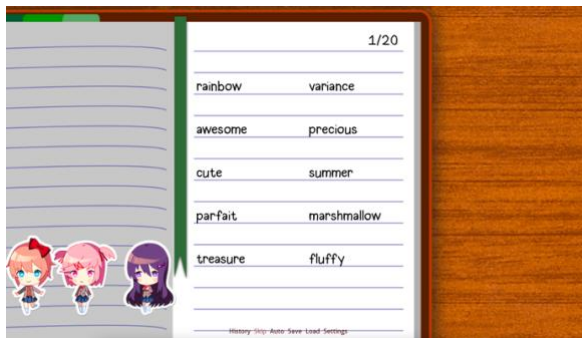 1/20
rainbow variance
awesome precious
cute summer
parfait marshmallow
treasure fluffy
History Skip Auto Save Load Settings